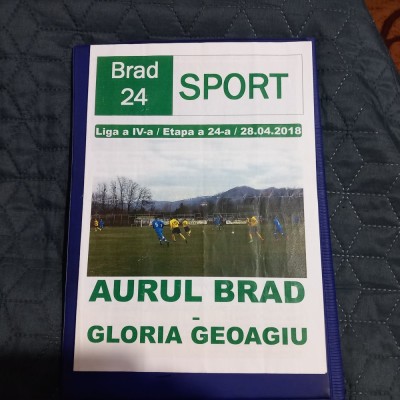 Brad
24
SPORT
Liga a IV-a / Etapa a 24-a / 28.04.2018
AURUL BRAD
-
GLORIA GEOAGIU